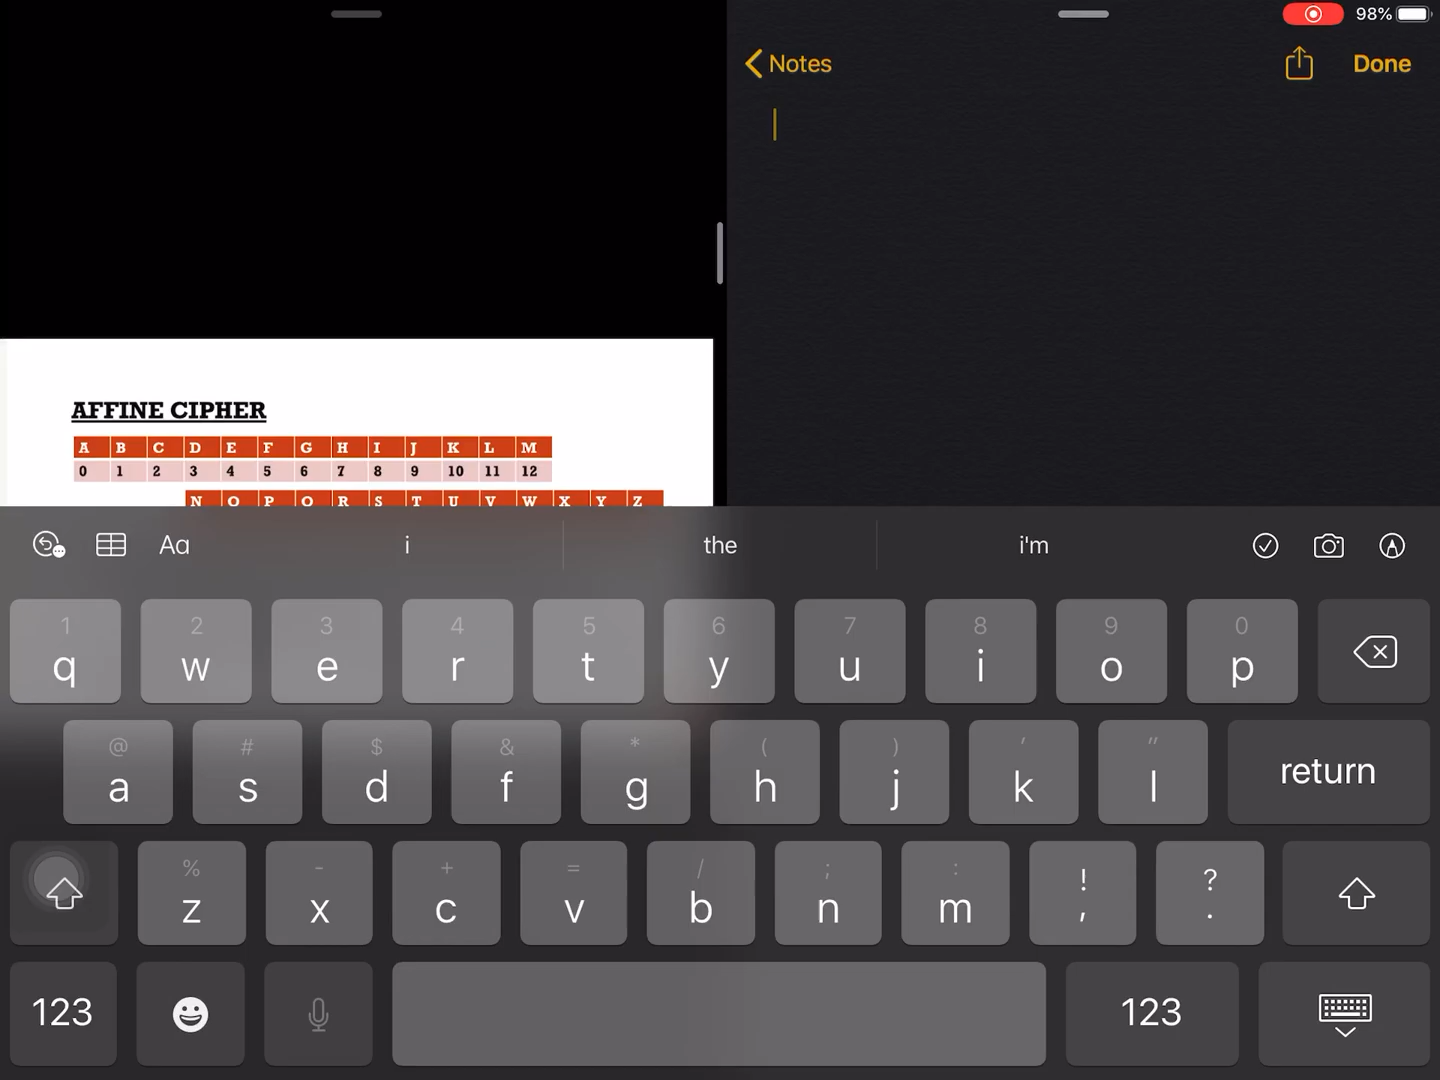 98%
Notes
Done
AFFINE CIPHER
A B C D E F G H I J K L M
0 1 2 3 4 5 6 7 8 9 10 11 12
N O P Q R S T U V W X Y Z
Aa i the i'm
1 2 3 4 5 6 7 8 9 0
q w e r t y u i o p
@ # $ & * ( ) ' "
a s d f g h j k l return
% - + = / ; : ! ?
z x c v b n m , .
123 123